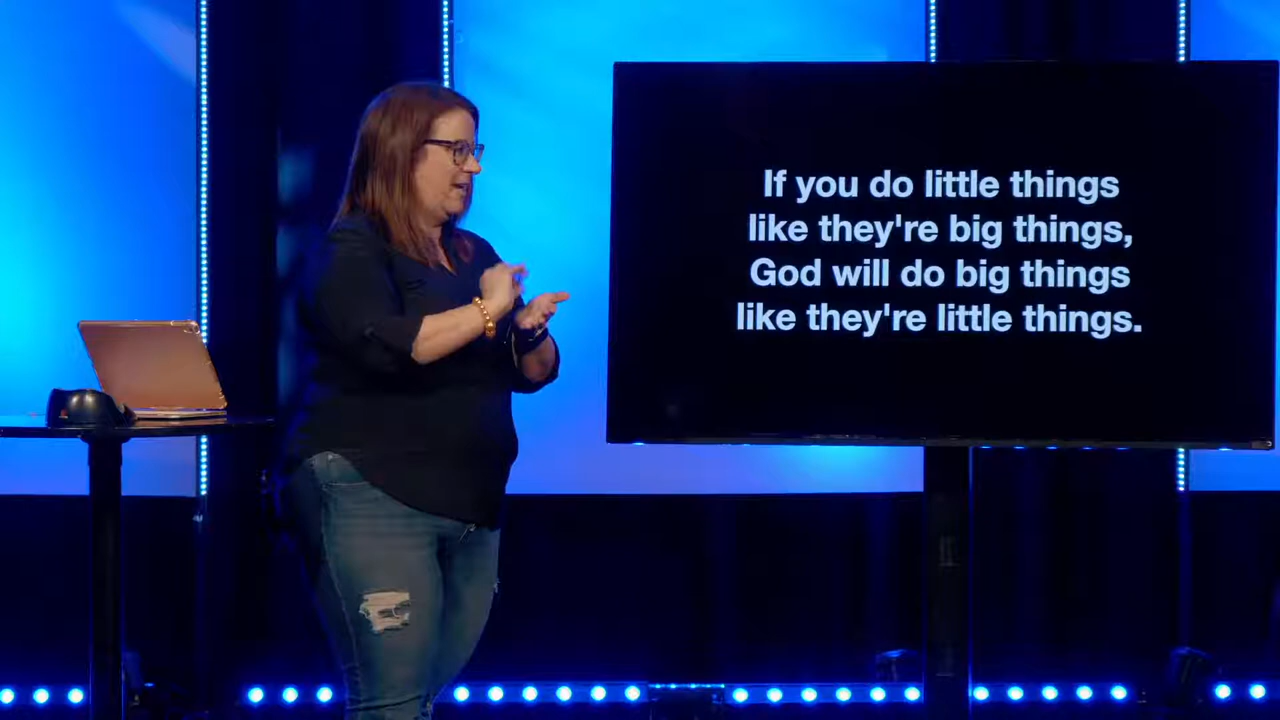 If you do little things
like they're big things,
God will do big things
like they're little things.